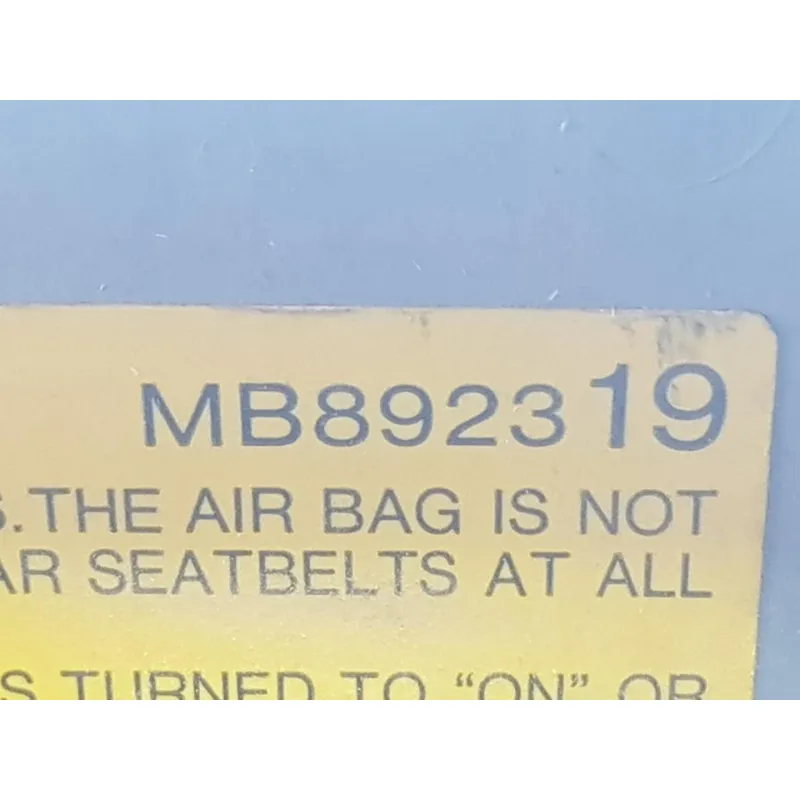 MB892319
S.THE AIR BAG IS NOT
AR SEATBELTS AT ALL
S TURNED TO “ON” OR